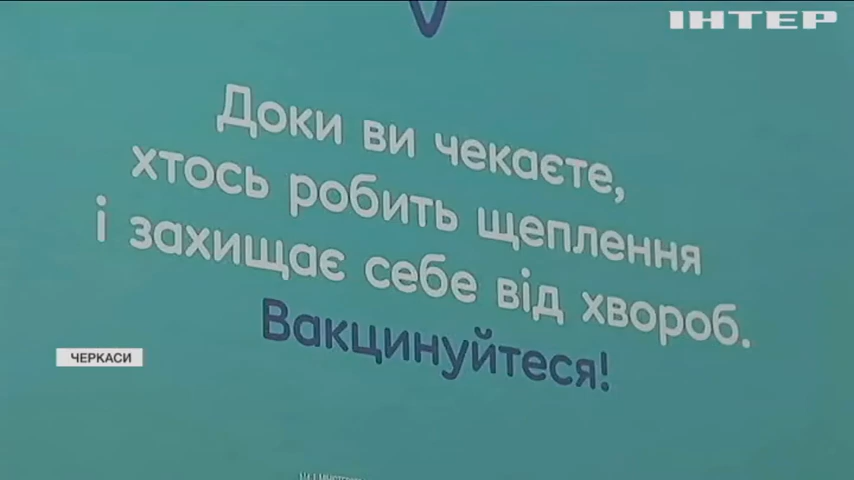 ІНТЕР
Доки ви чекаєте,
хтось робить щеплення
і захищає себе від хвороб.
Вакцинуйтеся!
ЧЕРКАСИ